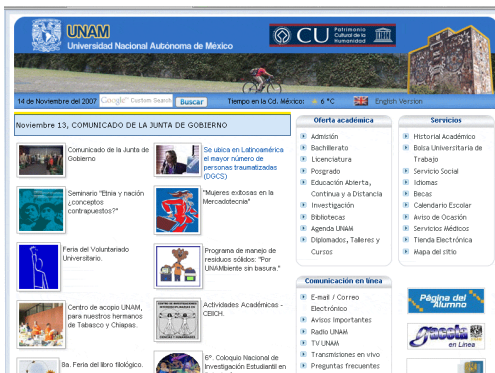 UNAM
Universidad Nacional Autónoma de México
CU
Patrimonio
Cultural de la
Humanidad
14 de Noviembre del 2007
Google™ Custom Search
Buscar
Tiempo en la Cd. México:
6 °C
English Version
Noviembre 13, COMUNICADO DE LA JUNTA DE GOBIERNO
Comunicado de la Junta de
Gobierno
Se ubica en Latinoamérica
el mayor número de
personas traumatizadas
(DGCS)
Seminario "Etnia y nación
¿conceptos
contrapuestos?"
"Mujeres exitosas en la
Mercadotecnia"
Feria del Voluntariado
Universitario.
Programa de manejo de
residuos sólidos: "Por
UNAMbiente sin basura."
Centro de acopio UNAM,
para nuestros hermanos
de Tabasco y Chiapas.
Actividades Académicas -
CEIICH.
8a. Feria del libro filológico.
6°. Coloquio Nacional de
Investigación Estudiantil en
Oferta académica
Admisión
Bachillerato
Licenciatura
Posgrado
Educación Abierta,
Continua y a Distancia
Investigación
Bibliotecas
Agenda UNAM
Diplomados, Talleres y
Cursos
Comunicación en línea
E-mail / Correo
Electrónico
Avisos Importantes
Radio UNAM
TV UNAM
Transmisiones en vivo
Preguntas frecuentes
Servicios
Historial Académico
Bolsa Universitaria de
Trabajo
Servicio Social
Idiomas
Becas
Calendario Escolar
Aviso de Ocasión
Servicios Médicos
Tienda Electrónica
Mapa del sitio
Página del
Alumno
Gaceta
en Línea